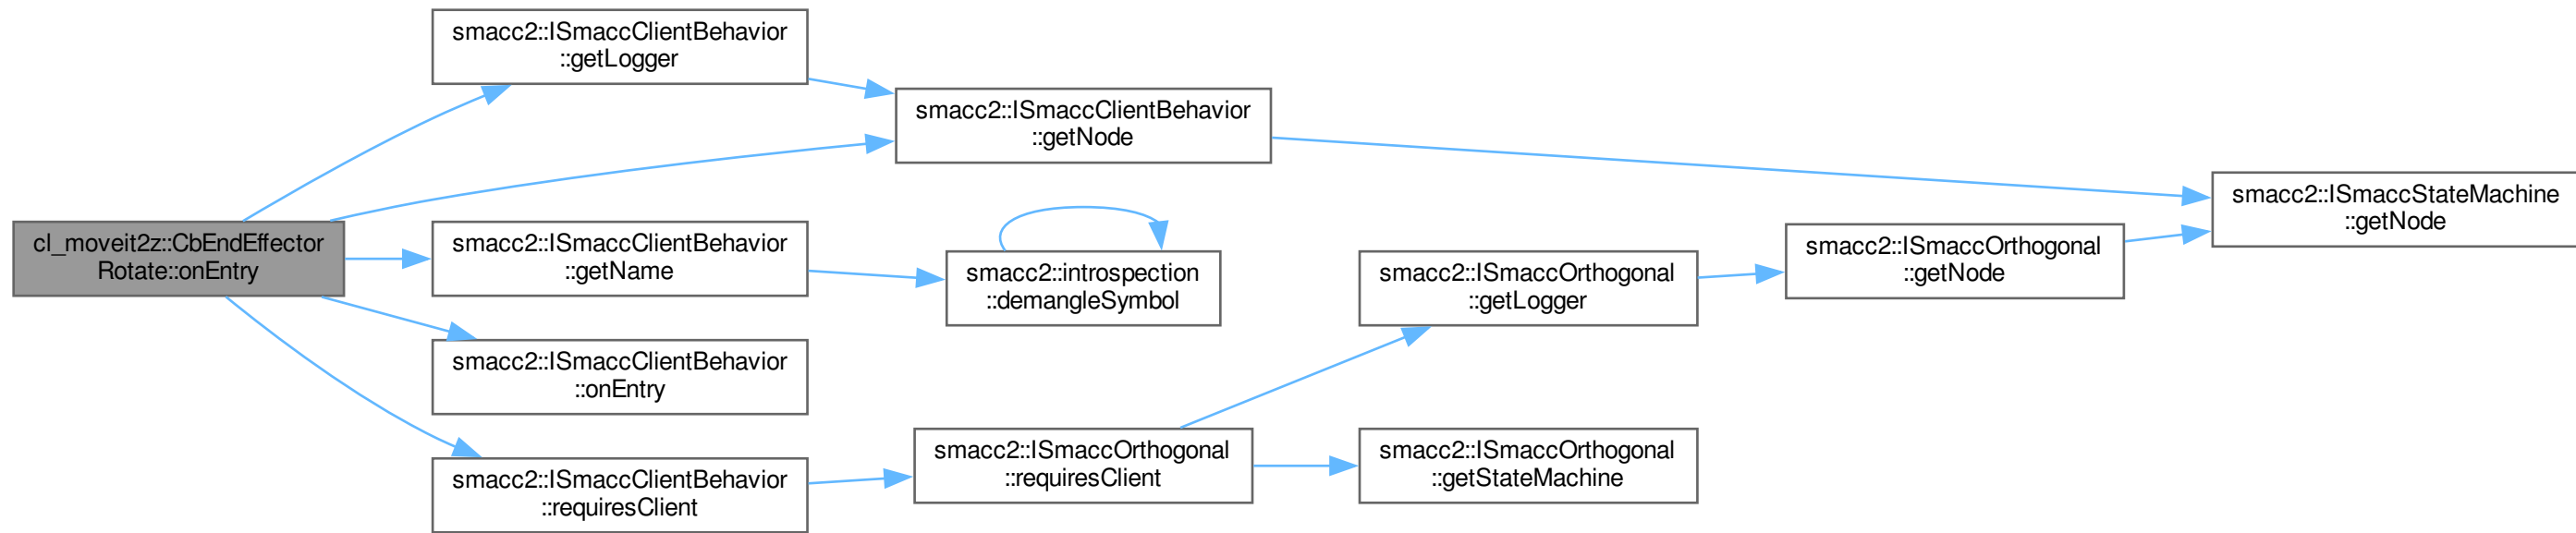 smacc2::ISmaccClientBehavior
::getLogger
smacc2::ISmaccClientBehavior
::getNode
smacc2::ISmaccStateMachine
::getNode
cl_moveit2z::CbEndEffector
Rotate::onEntry
smacc2::ISmaccClientBehavior
::getName
smacc2::introspection
::demangleSymbol
smacc2::ISmaccOrthogonal
::getLogger
smacc2::ISmaccOrthogonal
::getNode
smacc2::ISmaccClientBehavior
::onEntry
smacc2::ISmaccClientBehavior
::requiresClient
smacc2::ISmaccOrthogonal
::requiresClient
smacc2::ISmaccOrthogonal
::getStateMachine